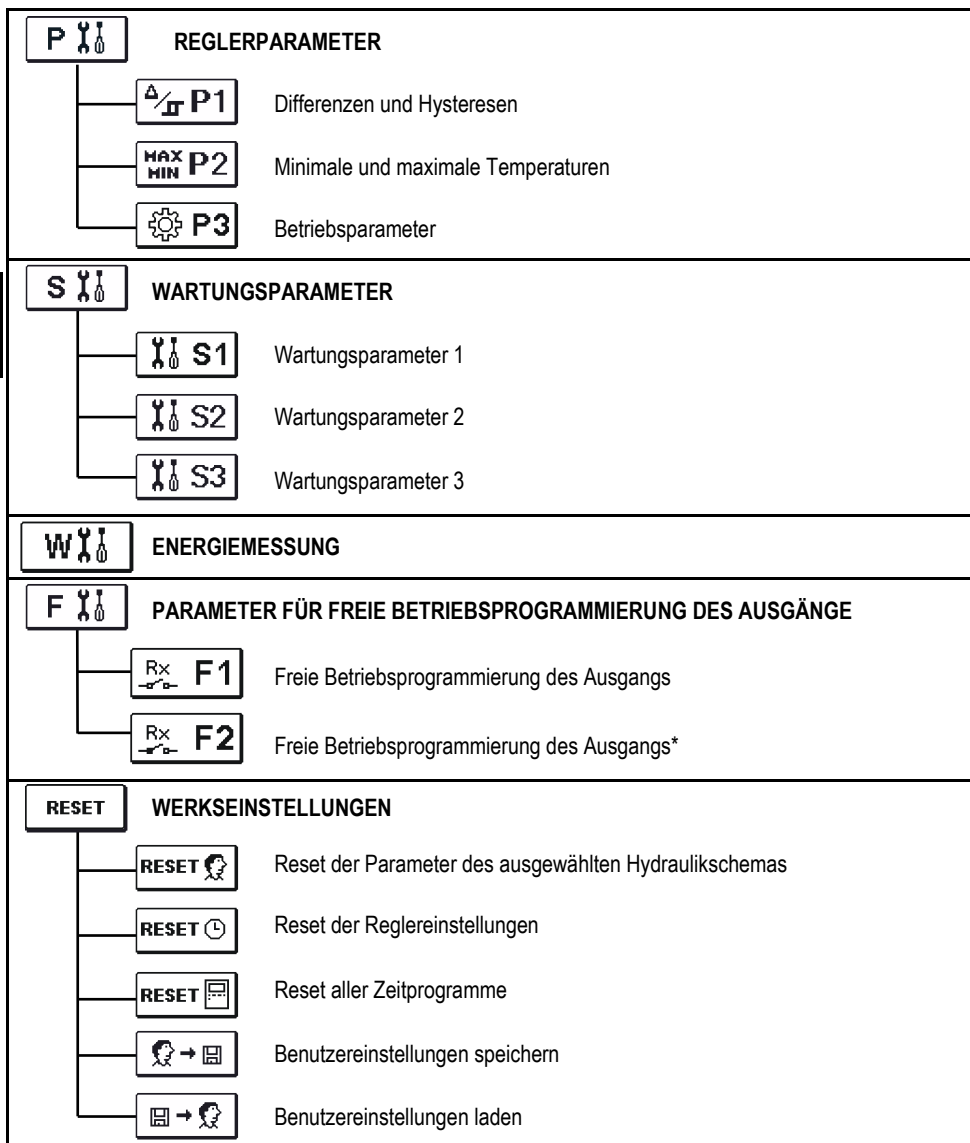 P REGLERPARAMETER
P1 Differenzen und Hysteresen
MAX MIN P2 Minimale und maximale Temperaturen
P3 Betriebsparameter
S WARTUNGSPARAMETER
S1 Wartungsparameter 1
S2 Wartungsparameter 2
S3 Wartungsparameter 3
W ENERGIEMESSUNG
F PARAMETER FÜR FREIE BETRIEBSPROGRAMMIERUNG DES AUSGÄNGE
Rx F1 Freie Betriebsprogrammierung des Ausgangs
Rx F2 Freie Betriebsprogrammierung des Ausgangs*
RESET WERKSEINSTELLUNGEN
RESET Reset der Parameter des ausgewählten Hydraulikschemas
RESET Reset der Reglereinstellungen
RESET Reset aller Zeitprogramme
Benutzereinstellungen speichern
Benutzereinstellungen laden